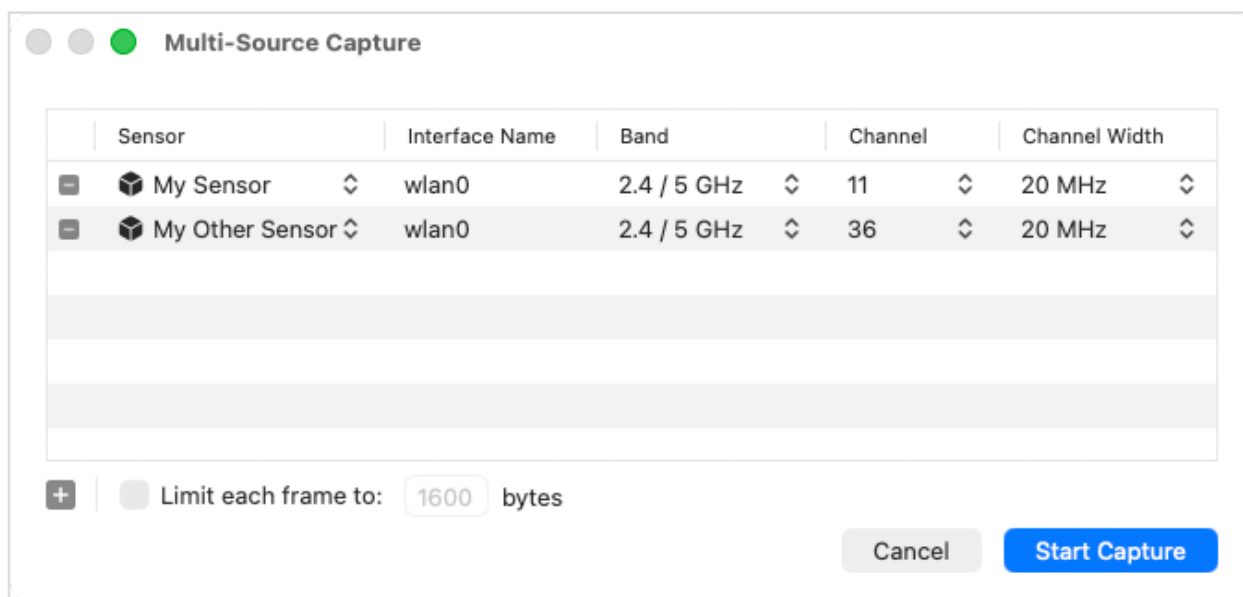 Multi-Source Capture
Sensor Interface Name Band Channel Channel Width
My Sensor wlan0 2.4 / 5 GHz 11 20 MHz
My Other Sensor wlan0 2.4 / 5 GHz 36 20 MHz
Limit each frame to: 1600 bytes
Cancel Start Capture